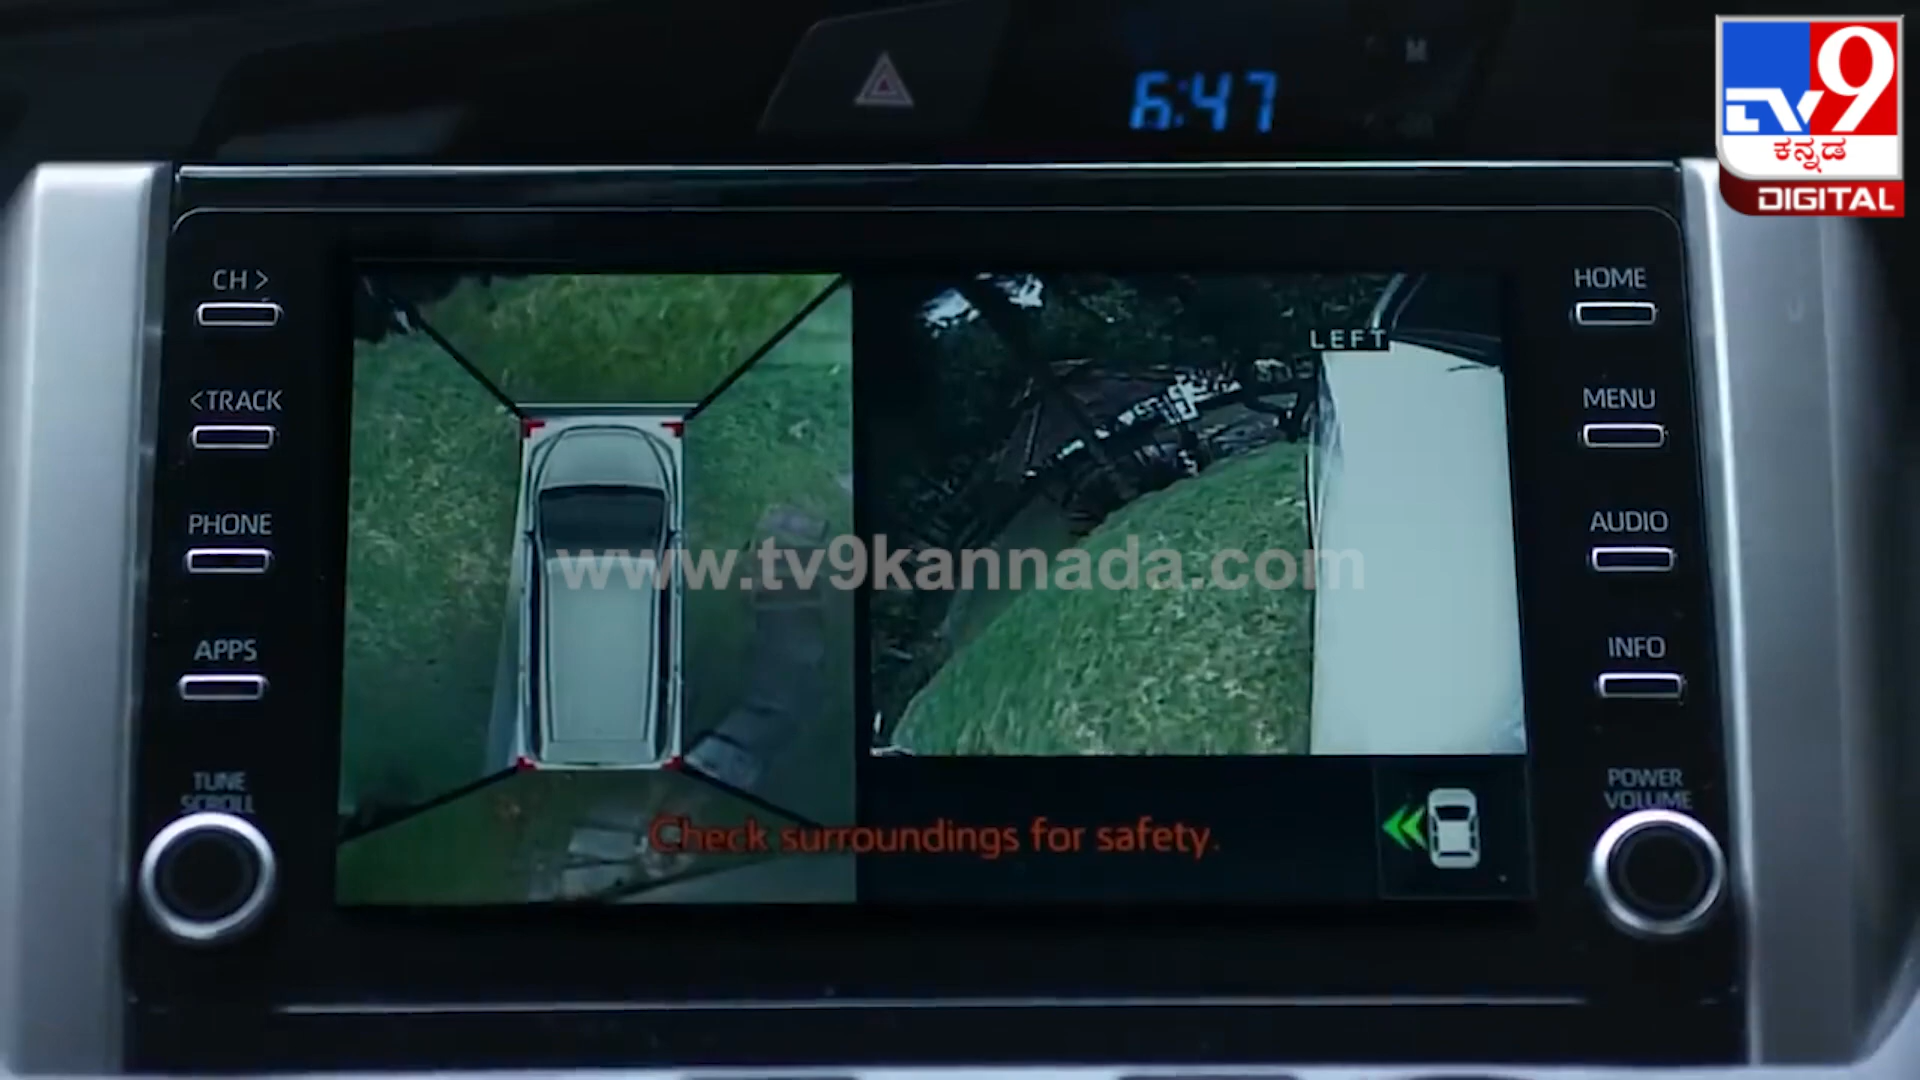 6:47
TV9
ಕನ್ನಡ
DIGITAL
CH >
HOME
LEFT
<TRACK
MENU
PHONE
AUDIO
www.tv9kannada.com
APPS
INFO
TUNE
SCROLL
POWER
VOLUME
Check surroundings for safety.